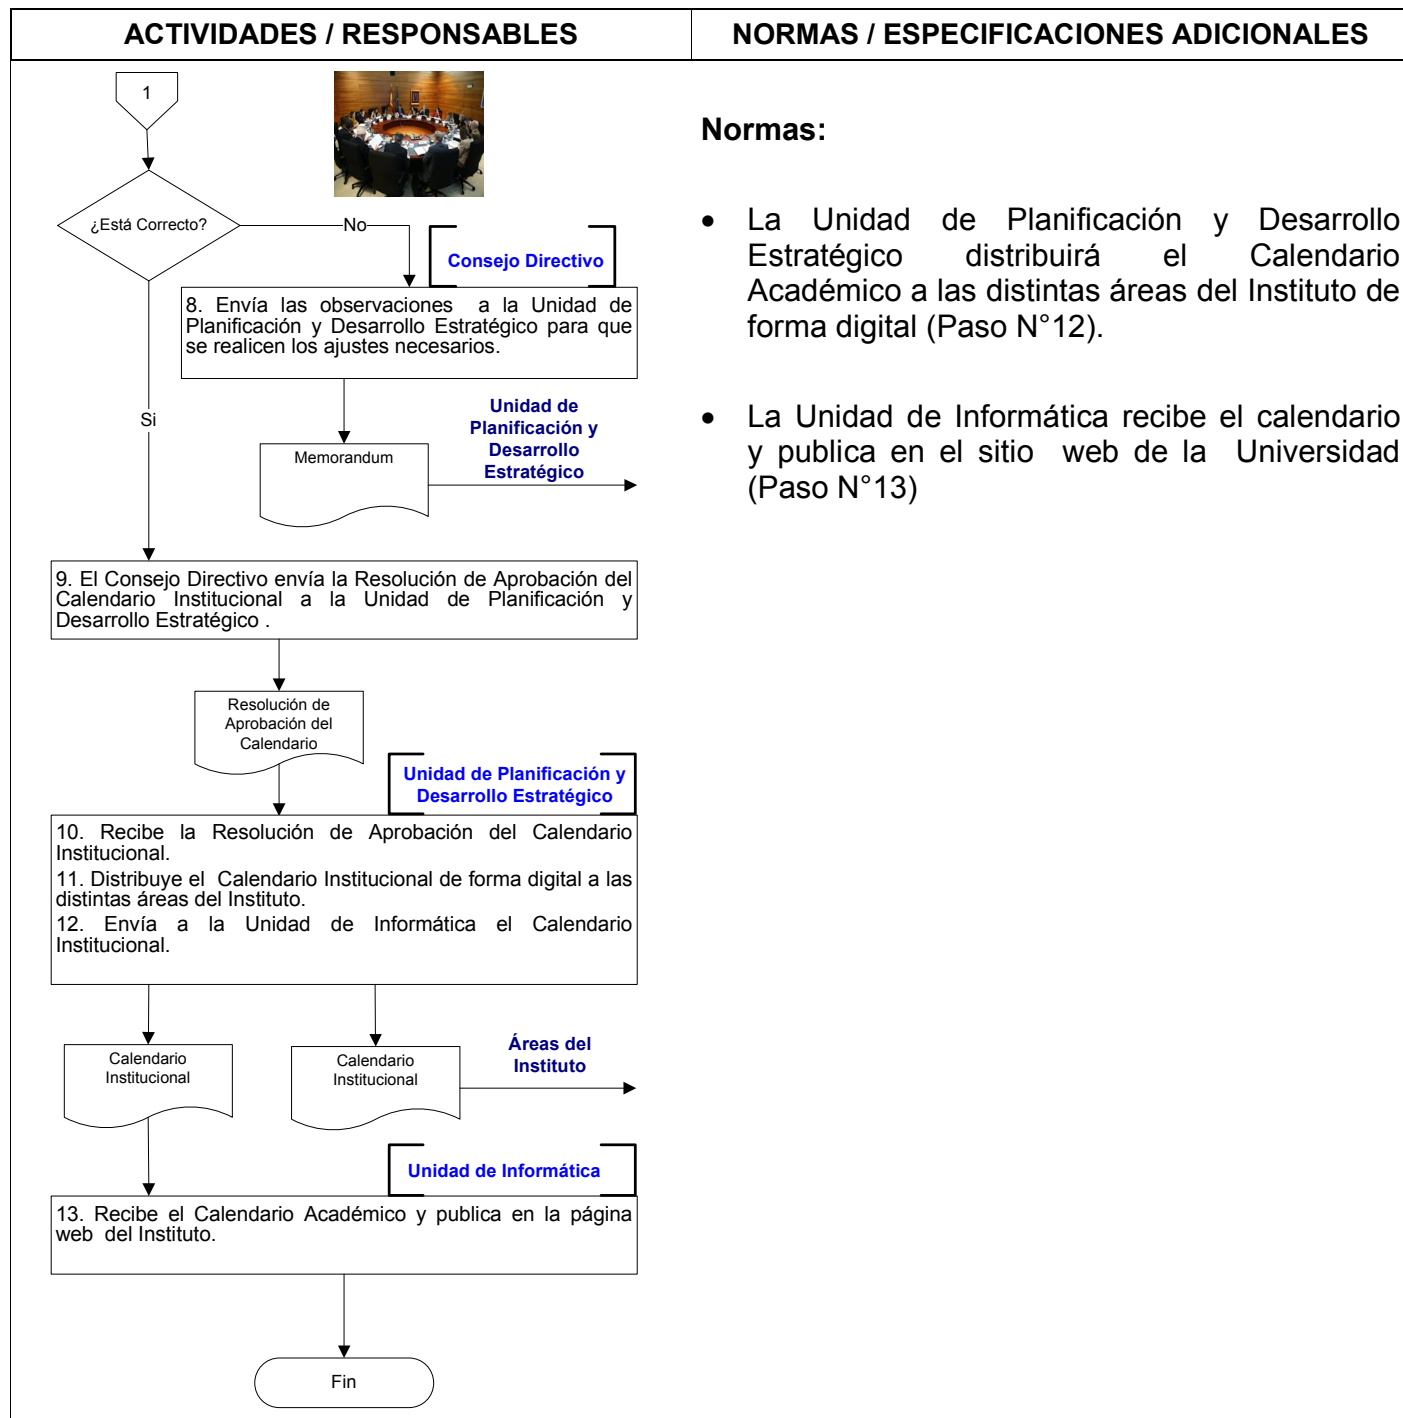 ACTIVIDADES / RESPONSABLES
NORMAS / ESPECIFICACIONES ADICIONALES
1
¿Está Correcto?
No
Consejo Directivo
8. Envía las observaciones a la Unidad de
Planificación y Desarrollo Estratégico para que
se realicen los ajustes necesarios.
Si
Memorandum
Unidad de
Planificación y
Desarrollo
Estratégico
9. El Consejo Directivo envía la Resolución de Aprobación del
Calendario Institucional a la Unidad de Planificación y
Desarrollo Estratégico .
Resolución de
Aprobación del
Calendario
Unidad de Planificación y
Desarrollo Estratégico
10. Recibe la Resolución de Aprobación del Calendario
Institucional.
11. Distribuye el Calendario Institucional de forma digital a las
distintas áreas del Instituto.
12. Envía a la Unidad de Informática el Calendario
Institucional.
Calendario
Institucional
Calendario
Institucional
Áreas del
Instituto
Unidad de Informática
13. Recibe el Calendario Académico y publica en la página
web del Instituto.
Fin
Normas:
• La Unidad de Planificación y Desarrollo
Estratégico distribuirá el Calendario
Académico a las distintas áreas del Instituto de
forma digital (Paso N°12).
• La Unidad de Informática recibe el calendario
y publica en el sitio web de la Universidad
(Paso N°13)